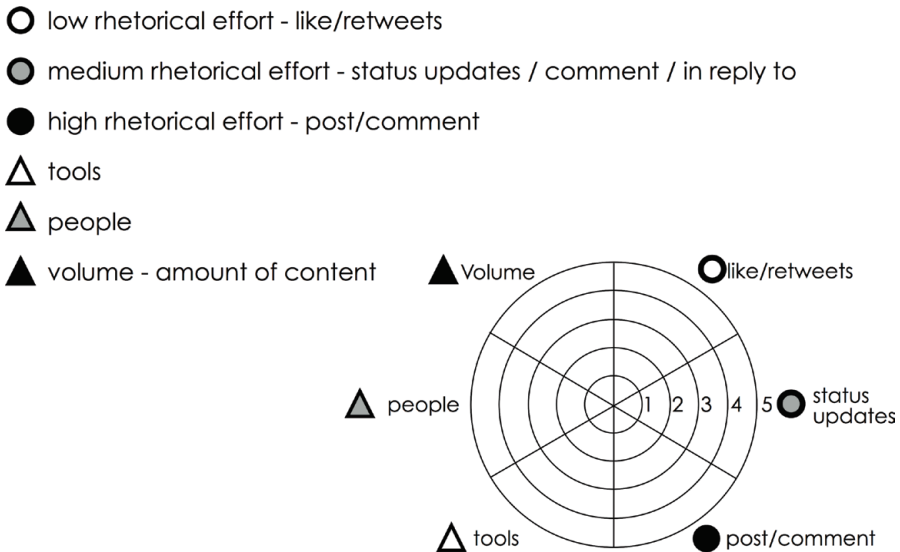 low rhetorical effort - like/retweets
medium rhetorical effort - status updates / comment / in reply to
high rhetorical effort - post/comment
tools
people
volume - amount of content
Volume
like/retweets
people
1 2 3 4 5
status
updates
tools
post/comment